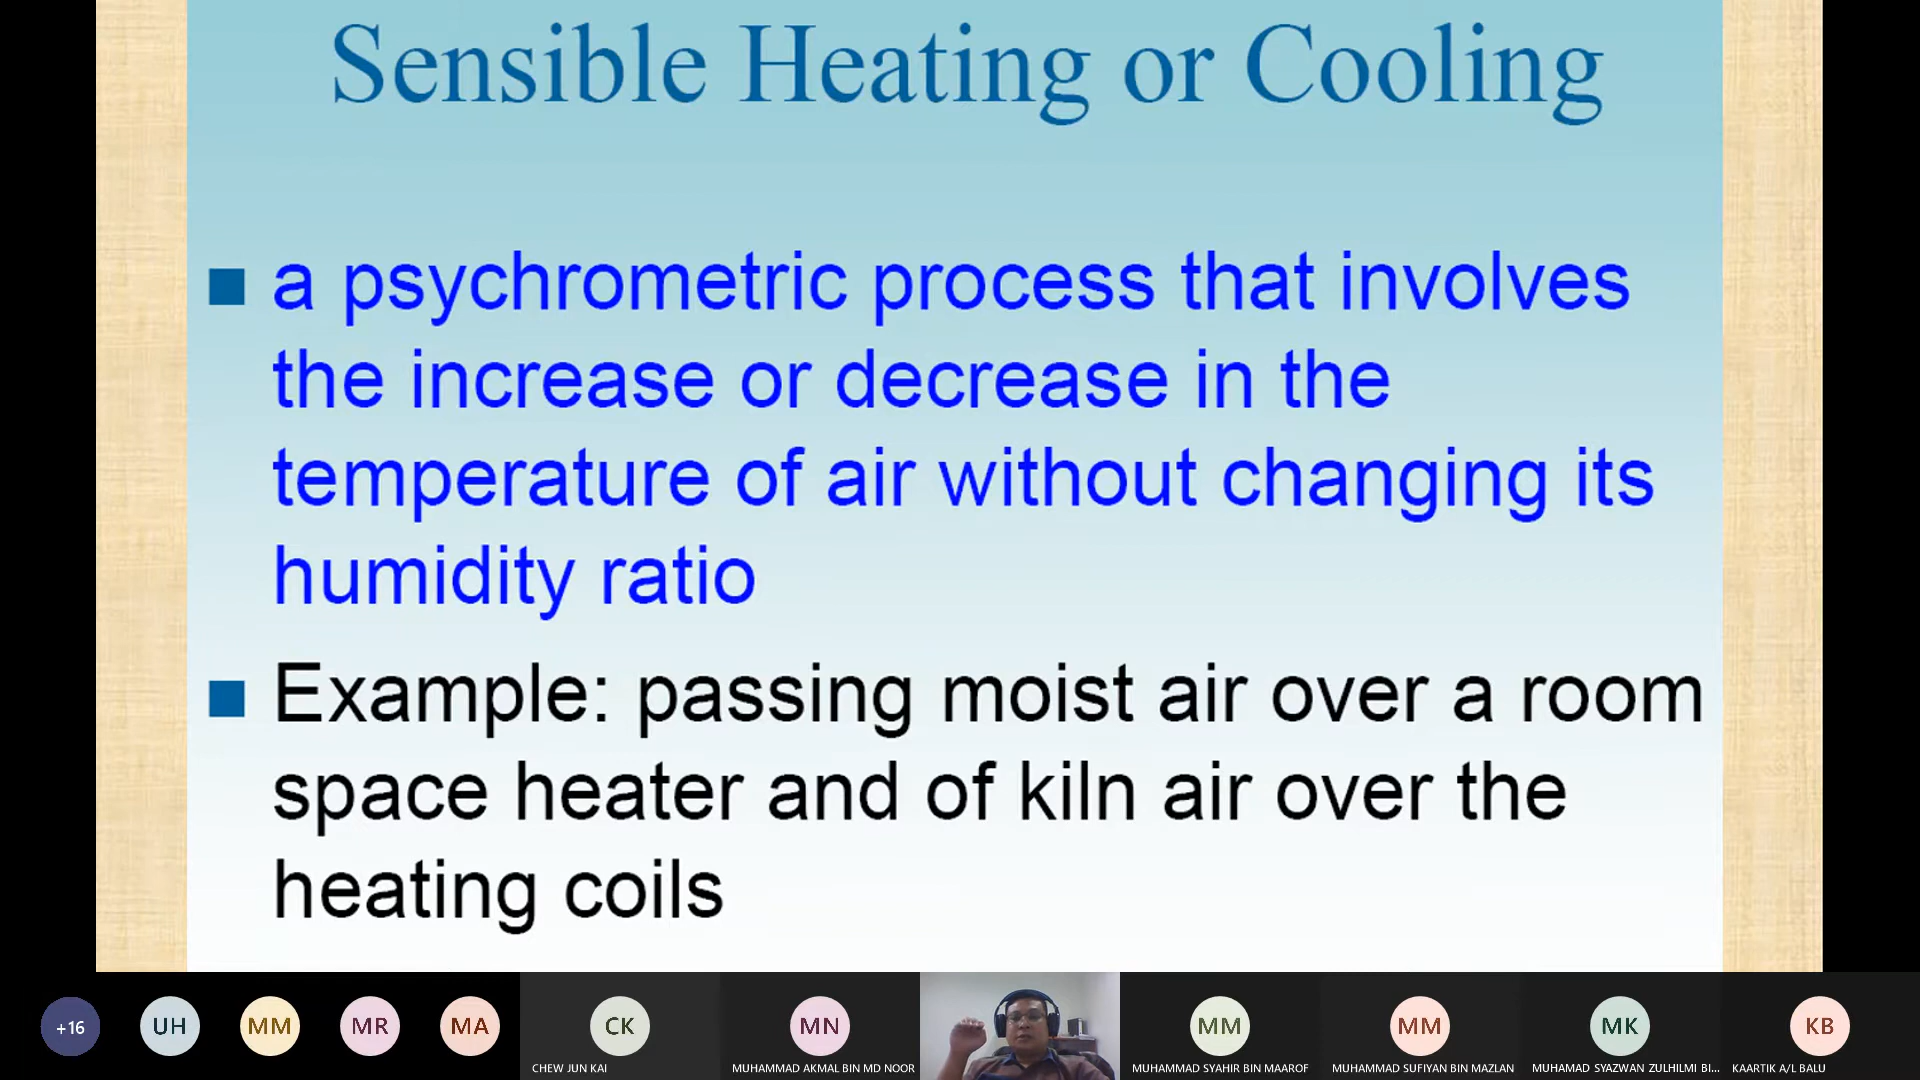 Sensible Heating or Cooling
a psychrometric process that involves
the increase or decrease in the
temperature of air without changing its
humidity ratio
Example: passing moist air over a room
space heater and of kiln air over the
heating coils
+16
UH
MM
MR
MA
CK
MN
MM
MM
MK
KB
CHEW JUN KAI
MUHAMMAD AKMAL BIN MD NOOR
MUHAMMAD SYAHIR BIN MAAROF
MUHAMMAD SUFIYAN BIN MAZLAN
MUHAMAD SYAZWAN ZULHILMI BI...
KAARTIK A/L BALU